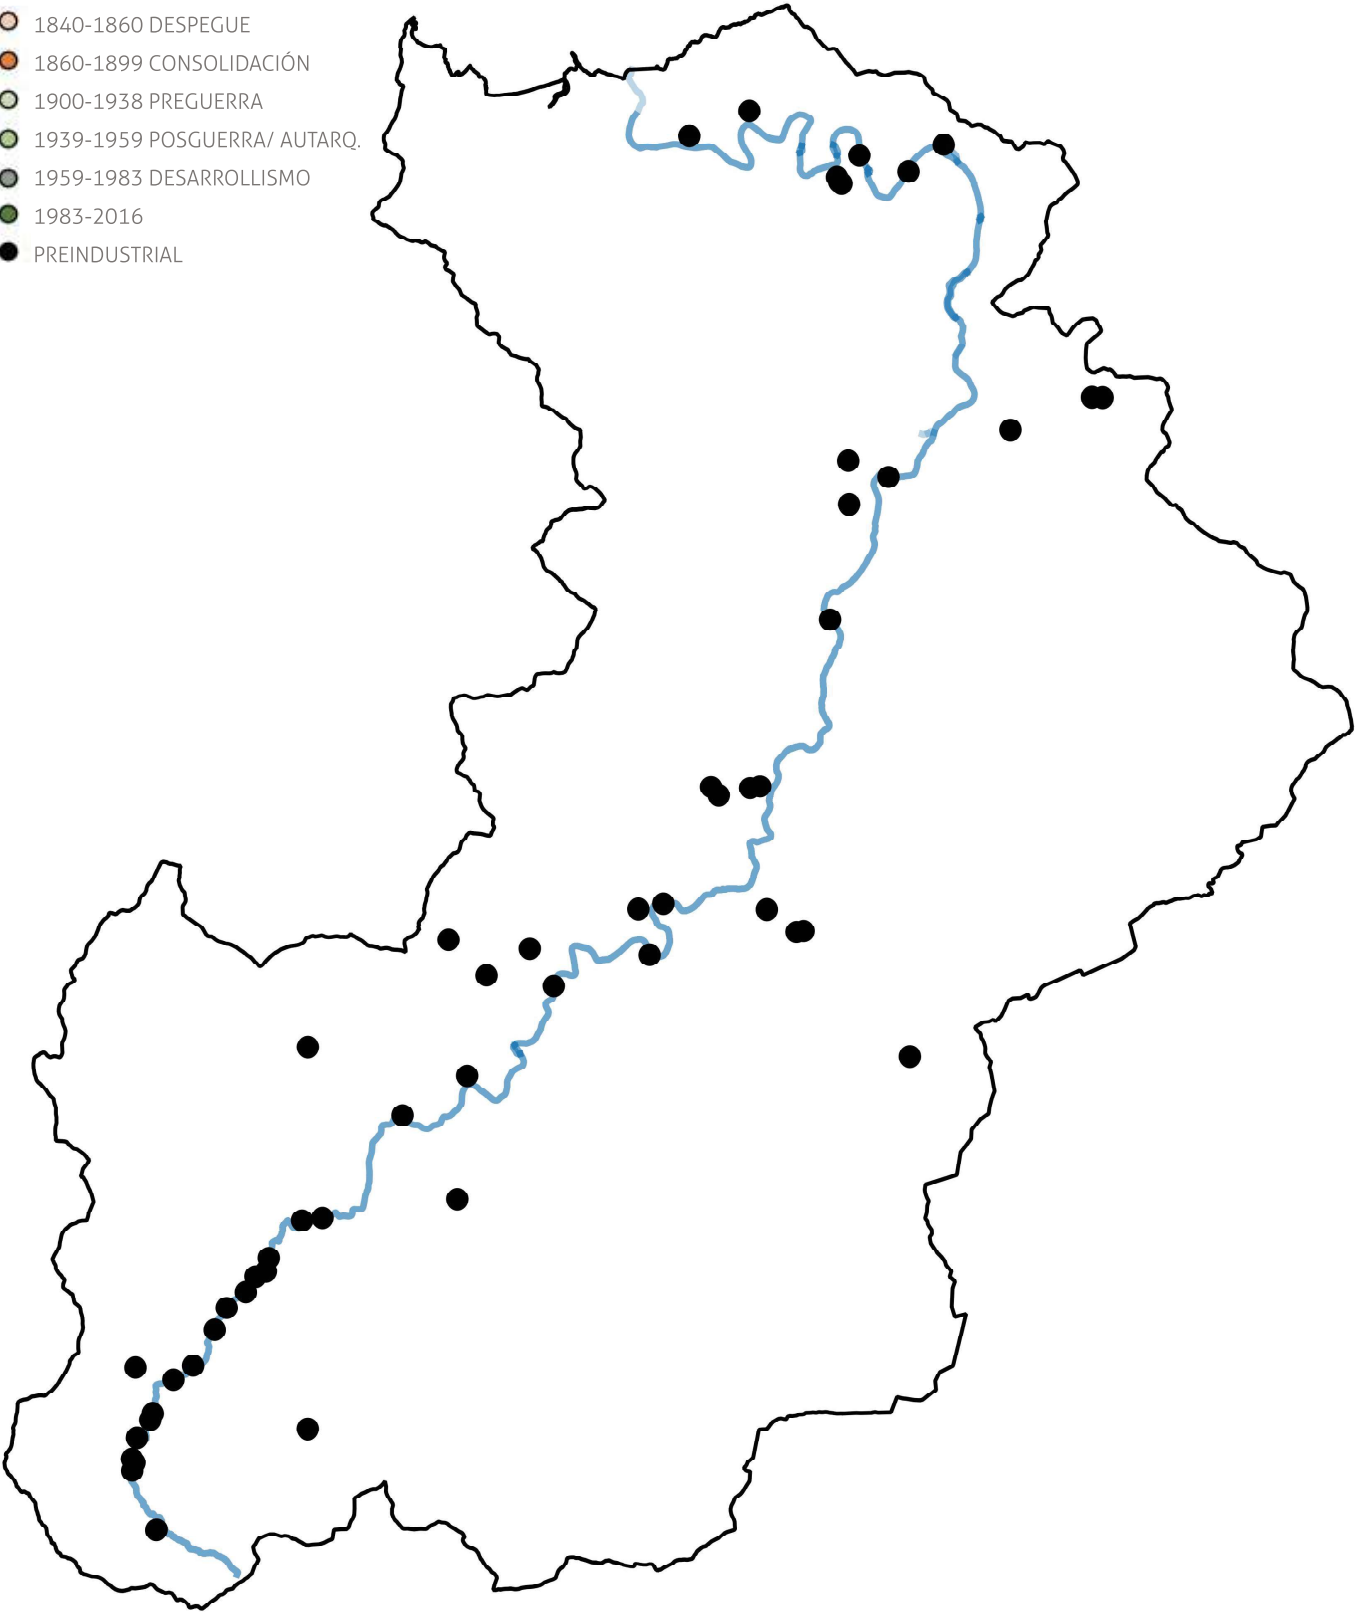 1840-1860 DESPEGUE
1860-1899 CONSOLIDACIÓN
1900-1938 PREGUERRA
1939-1959 POSGUERRA/ AUTARQ.
1959-1983 DESARROLLISMO
1983-2016
PREINDUSTRIAL